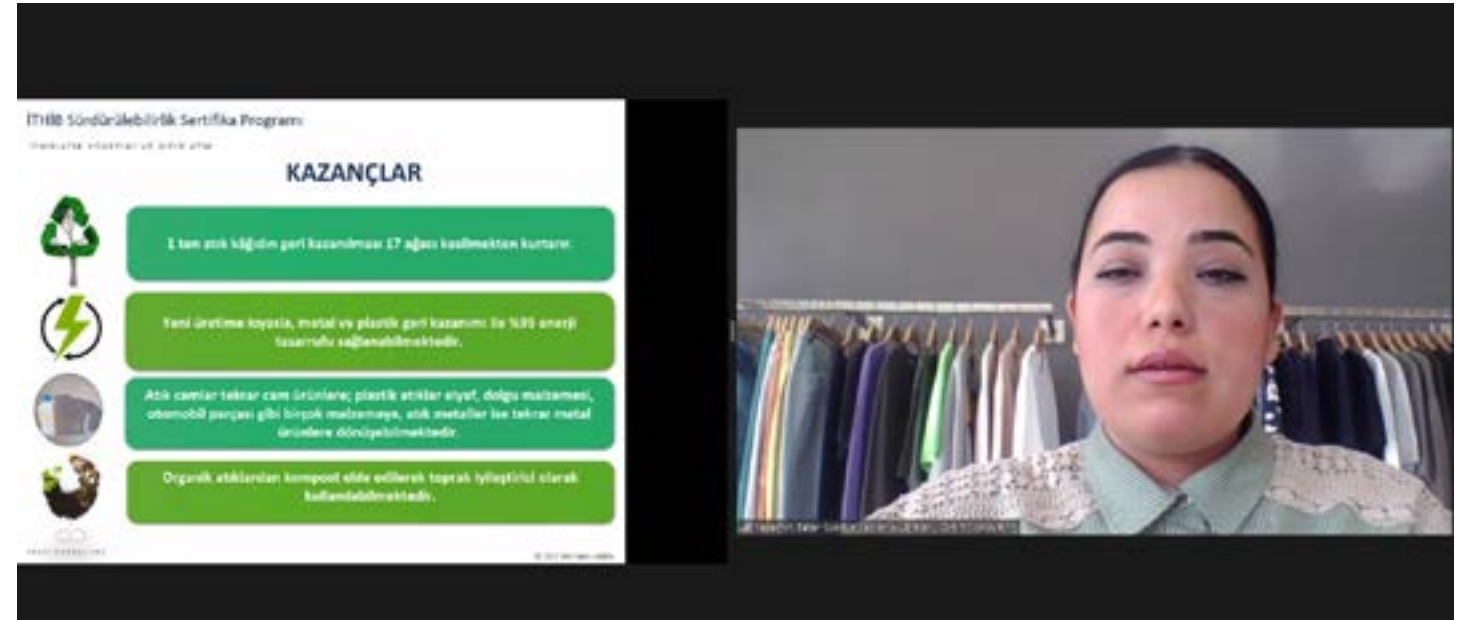 İTHİB Sürdürülebilirlik Sertifika Programı
KAZANÇLAR
1 ton atık kâğıdın geri kazanılması 17 ağacı kesilmekten kurtarır.
Yeni üretime kıyasla, metal ve plastik geri kazanımı ile %95 enerji
tasarrufu sağlanabilmektedir.
Atık camlar tekrar cam ürünlere; plastik atıklar elyaf, dolgu malzemesi,
otomobil parçası gibi birçok malzemeye, atık metaller ise tekrar metal
ürünlere dönüşebilmektedir.
Organik atıklardan kompost elde edilerek toprak iyileştirici olarak
kullanılabilmektedir.